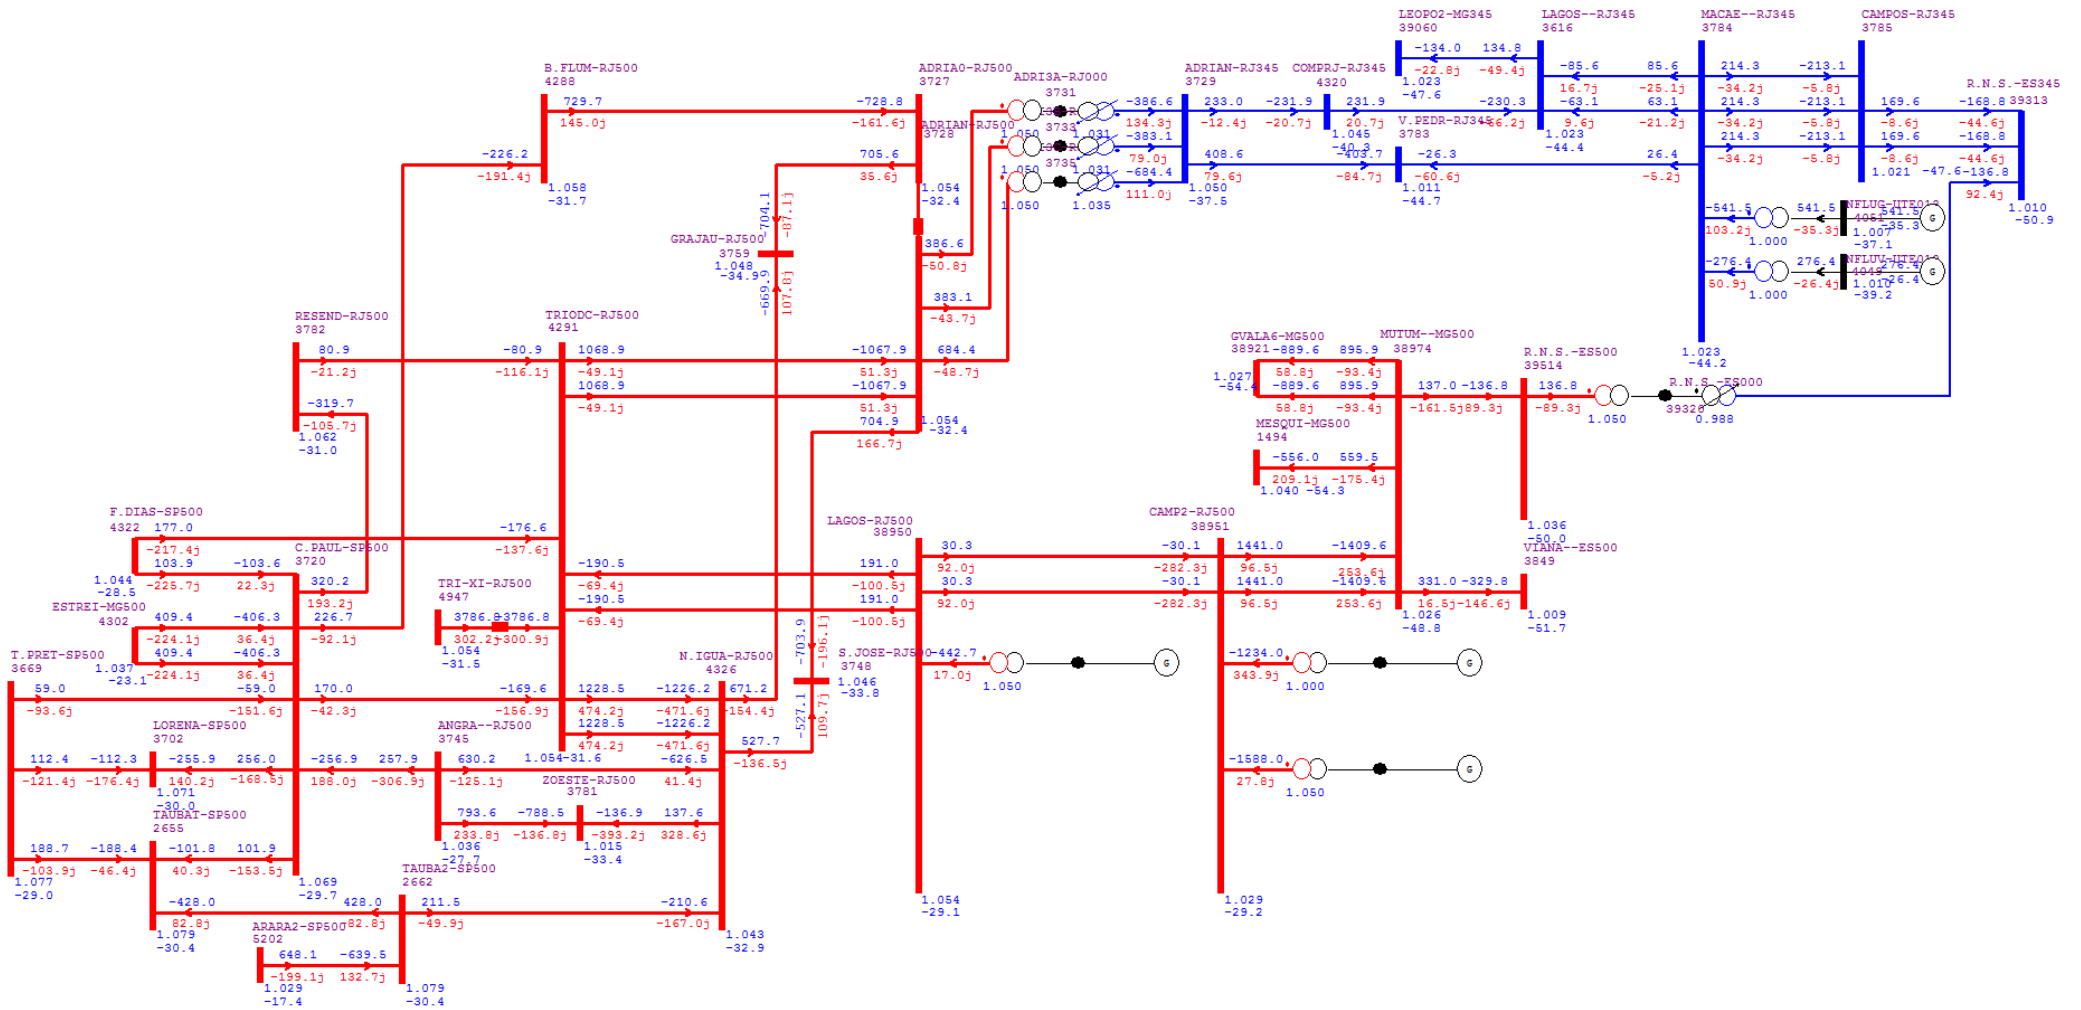 LEOPO2-MG345
39060
LAGOS--RJ345
3616
MACAE--RJ345
3784
CAMPOS-RJ345
3785
B.FLUM-RJ500
4288
ADRIA0-RJ500
3727
ADRI3A-RJ000
3731
ADRIAN-RJ345
3729
COMPRJ-RJ345
4320
R.N.S.-ES345
39313
-134.0 134.8
-22.8j -49.4j
1.023
-47.6
-85.6 85.6
16.7j -25.1j
214.3 -213.1
-34.2j -5.8j
729.7 -728.8
145.0j -161.6j
-386.6
134.3j
233.0 -231.9
-12.4j -20.7j
231.9 -230.3
20.7j
-63.1 63.1
9.6j -21.2j
214.3 -213.1
-34.2j -5.8j
169.6 -168.8
-8.6j -44.6j
ADRIAN-RJ500
3728
3733
1.050 1.031
V.PEDR-RJ345
3783
1.045
-40.3
1.023
-44.4
-226.2
-191.4j
705.6
35.6j
3735
-383.1
79.0j
408.6 -403.7
79.6j -84.7j
-26.3 26.4
-60.6j -5.2j
214.3 -213.1
-34.2j -5.8j
169.6 -168.8
-8.6j -44.6j
1.021 -47.6
-136.8
92.4j
1.058
-31.7
1.054
-32.4
1.050 1.031
-684.4
111.0j
1.050 1.035
1.050
-37.5
1.011
-44.7
1.010
-50.9
-704.1
-87.1j
-541.5
103.2j
1.000
541.5
-35.3j
4051
541.5
-35.3
1.007
-37.1
G
GRAJAU-RJ500
3759
1.048
-34.9
386.6
-50.8j
-276.4
50.9j
1.000
276.4
-26.4j
4049
276.4
-26.4
1.010
-39.2
G
-669.9
107.8j
383.1
-43.7j
RESEND-RJ500
3782
TRIODC-RJ500
4291
GVALA6-MG500
38921
MUTUM--MG500
38974
R.N.S.-ES500
39514
1.023
-44.2
80.9 -80.9
-21.2j -116.1j
1068.9 -1067.9
-49.1j 51.3j
684.4
-48.7j
-889.6 895.9
58.8j -93.4j
1.027
-54.4
1068.9 -1067.9
-49.1j 51.3j
-889.6 895.9
58.8j -93.4j
137.0 -136.8
-161.5j 89.3j
136.8
-89.3j
R.N.S.-ES000
39320
1.050 0.988
-319.7
-105.7j
1.062
-31.0
704.9
166.7j
1.054
-32.4
MESQUI-MG500
1494
-556.0 559.5
209.1j -175.4j
1.040 -54.3
F.DIAS-SP500
4322
177.0 -176.6
-217.4j -137.6j
LAGOS-RJ500
38950
CAMP2-RJ500
38951
1.036
-50.0
C.PAUL-SP500
3720
103.9 -103.6
-225.7j 22.3j
1.044
-28.5
-190.5 191.0
-69.4j -100.5j
30.3 -30.1
92.0j -282.3j
1441.0 -1409.6
96.5j 253.6j
VIANA--ES500
3849
320.2
193.2j
TRI-XI-RJ500
4947
-190.5 191.0
-69.4j -100.5j
30.3 -30.1
92.0j -282.3j
1441.0 -1409.6
96.5j 253.6j
331.0 -329.8
16.5j -146.6j
1.026
-48.8
1.009
-51.7
ESTREI-MG500
4302
409.4 -406.3
-224.1j 36.4j
226.7
-92.1j
3786.8 -3786.8
302.2j -300.9j
1.054
-31.5
-703.9
-196.1j
409.4 -406.3
-224.1j 36.4j
1.037
-23.1
T.PRET-SP500
3669
N.IGUA-RJ500
4326
S.JOSE-RJ500
3748
1.046
-33.8
-442.7
17.0j
1.050
G
-1234.0
343.9j
1.000
G
59.0 -59.0
-93.6j -151.6j
170.0 -169.6
-42.3j -156.9j
1228.5 -1226.2
474.2j -471.6j
671.2
-154.4j
-527.1
109.7j
LORENA-SP500
3702
ANGRA--RJ500
3745
1228.5 -1226.2
474.2j -471.6j
527.7
-136.5j
112.4 -112.3
-121.4j -176.4j
-255.9 256.0
140.2j -168.5j
-256.9 257.9
188.0j -306.9j
630.2 -626.5
-125.1j 41.4j
1.054 -31.6
-1588.0
27.8j
1.050
G
ZOESTE-RJ500
3781
1.071
-30.0
TAUBAT-SP500
2655
793.6 -788.5
233.8j -136.8j
-136.9 137.6
-393.2j 328.6j
1.036
-27.7
1.015
-33.4
188.7 -188.4
-103.9j -46.4j
-101.8 101.9
40.3j -153.5j
TAUBA2-SP500
2662
1.077
-29.0
1.069
-29.7
-428.0 428.0
82.8j -82.8j
211.5 -210.6
-49.9j -167.0j
1.054
-29.1
1.029
-29.2
ARARA2-SP500
5202
1.079
-30.4
1.043
-32.9
648.1 -639.5
-199.1j 132.7j
1.029
-17.4
1.079
-30.4